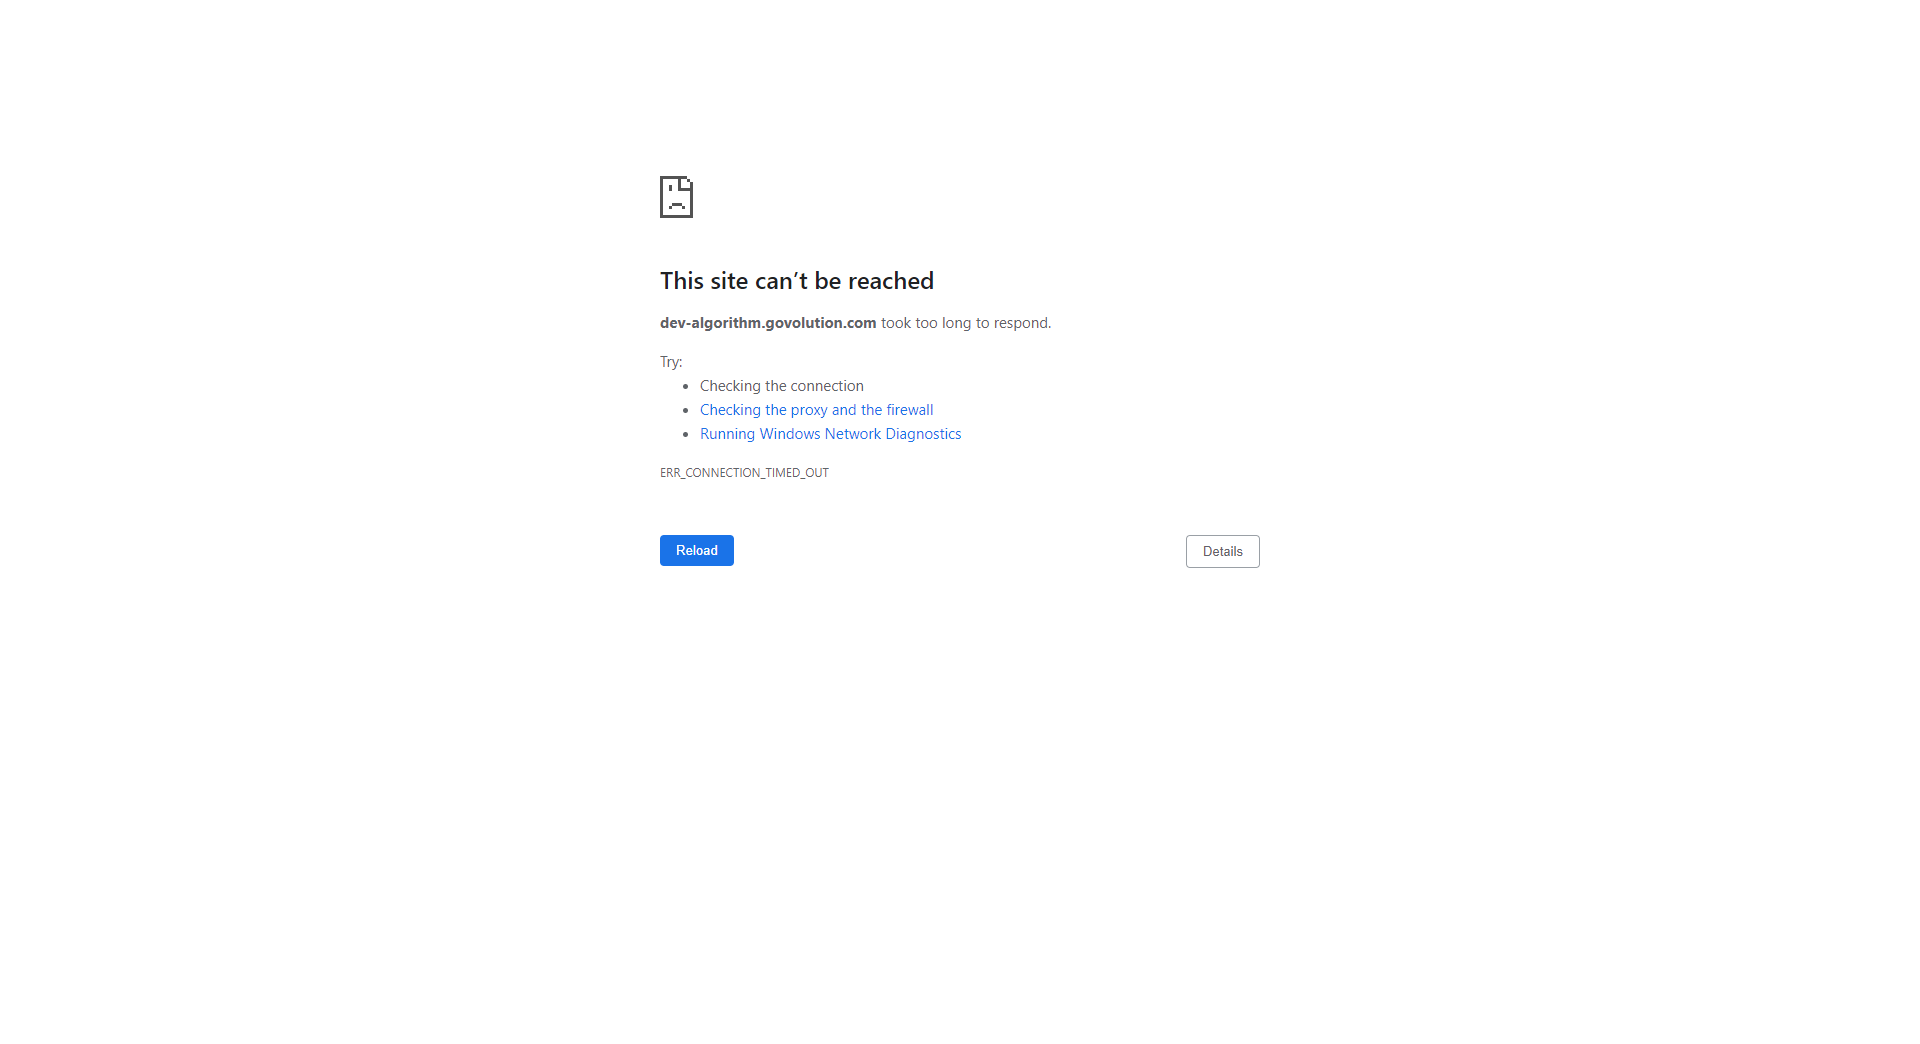 This site can’t be reached
dev-algorithm.govolution.com took too long to respond.
Try:
Checking the connection
Checking the proxy and the firewall
Running Windows Network Diagnostics
ERR_CONNECTION_TIMED_OUT
Reload
Details